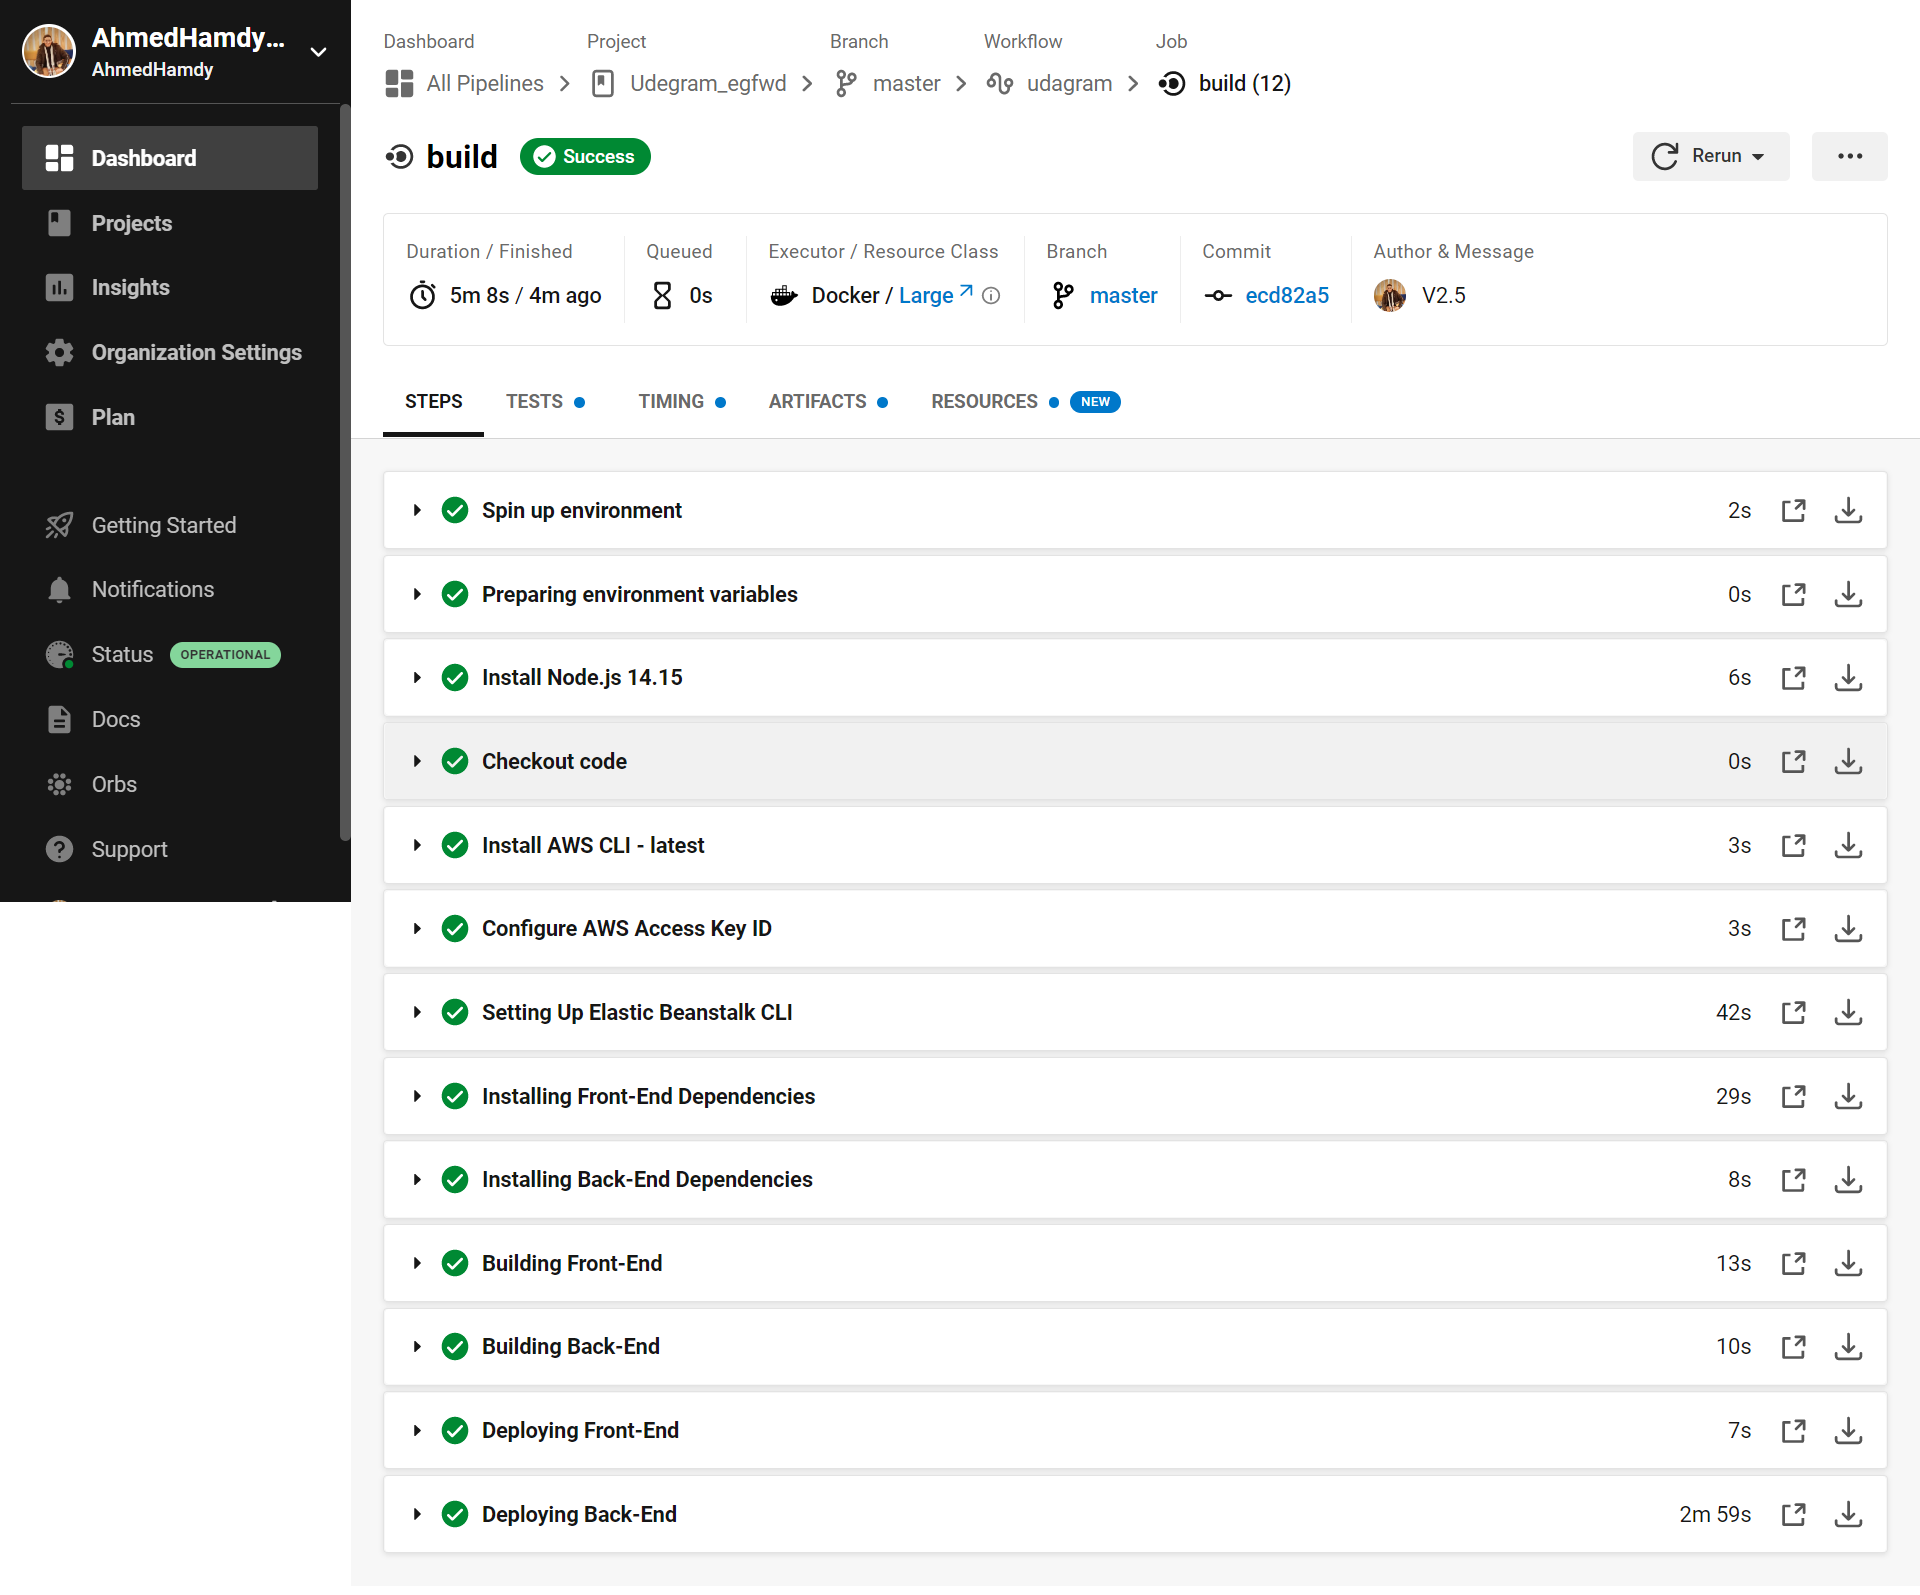 AhmedHamdy...
AhmedHamdy
Dashboard
Projects
Insights
Organization Settings
Plan
Getting Started
Notifications
Status OPERATIONAL
Docs
Orbs
Support
Dashboard Project Branch Workflow Job
All Pipelines Udegram_egfwd master udagram build (12)
build Success Rerun
Duration / Finished Queued Executor / Resource Class Branch Commit Author & Message
5m 8s / 4m ago 0s Docker / Large master ecd82a5 V2.5
STEPS TESTS TIMING ARTIFACTS RESOURCES NEW
Spin up environment 2s
Preparing environment variables 0s
Install Node.js 14.15 6s
Checkout code 0s
Install AWS CLI - latest 3s
Configure AWS Access Key ID 3s
Setting Up Elastic Beanstalk CLI 42s
Installing Front-End Dependencies 29s
Installing Back-End Dependencies 8s
Building Front-End 13s
Building Back-End 10s
Deploying Front-End 7s
Deploying Back-End 2m 59s